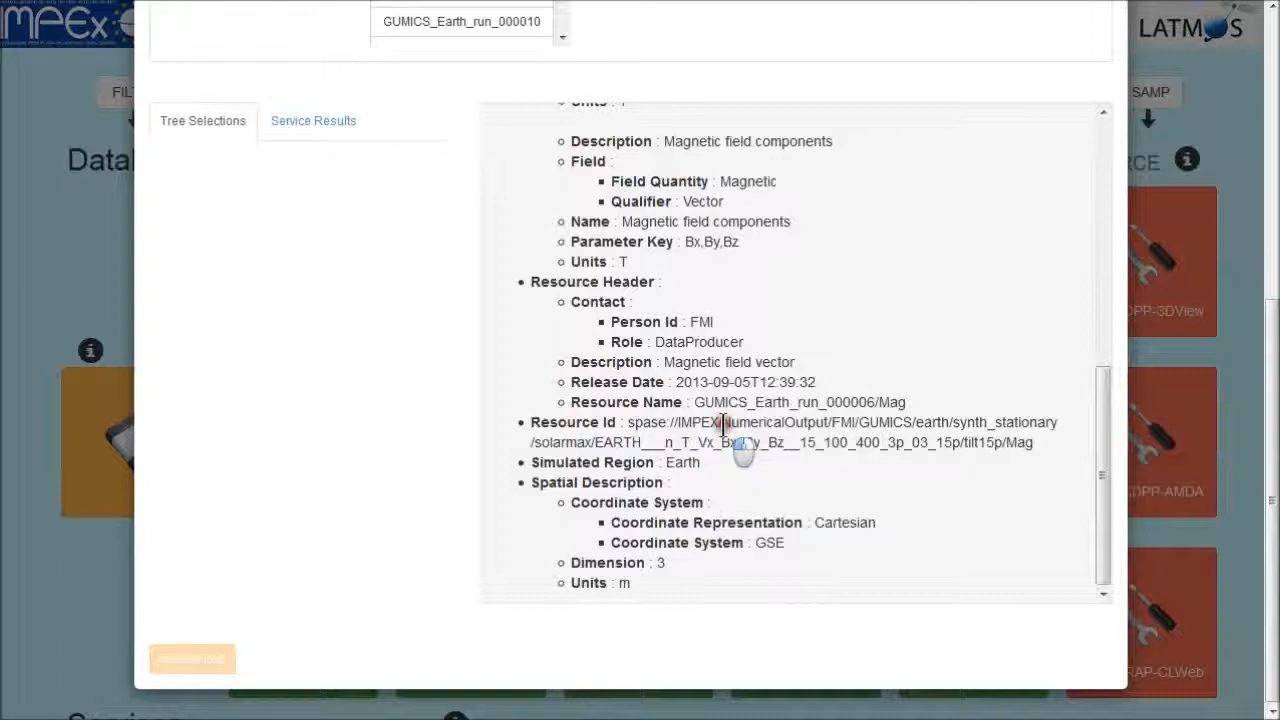 IMPEx
LATMOS
GUMICS_Earth_run_000010
SAMP
Tree Selections
Service Results
Description : Magnetic field components
Field :
Field Quantity : Magnetic
Qualifier : Vector
Name : Magnetic field components
Parameter Key : Bx,By,Bz
Units : T
Resource Header :
Contact :
Person Id : FMI
Role : DataProducer
Description : Magnetic field vector
Release Date : 2013-09-05T12:39:32
Resource Name : GUMICS_Earth_run_000006/Mag
Resource Id : spase://IMPEX/NumericalOutput/FMI/GUMICS/earth/synth_stationary
/solarmax/EARTH___n_T_Vx_Bx_By_Bz__15_100_400_3p_03_15p/tilt15p/Mag
Simulated Region : Earth
Spatial Description :
Coordinate System :
Coordinate Representation : Cartesian
Coordinate System : GSE
Dimension : 3
Units : m